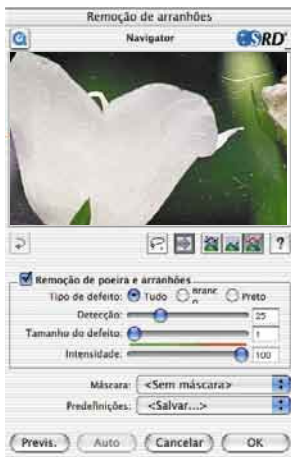 Remoção de arranhões
Navigator
SRD
?
Remoção de poeira e arranhões
Tipo de defeito: Tudo Branco Preto
Detecção: 25
Tamanho do defeito: 1
Intensidade: 100
Máscara: <Sem máscara>
Predefinições: <Salvar...>
Previs. Auto Cancelar OK